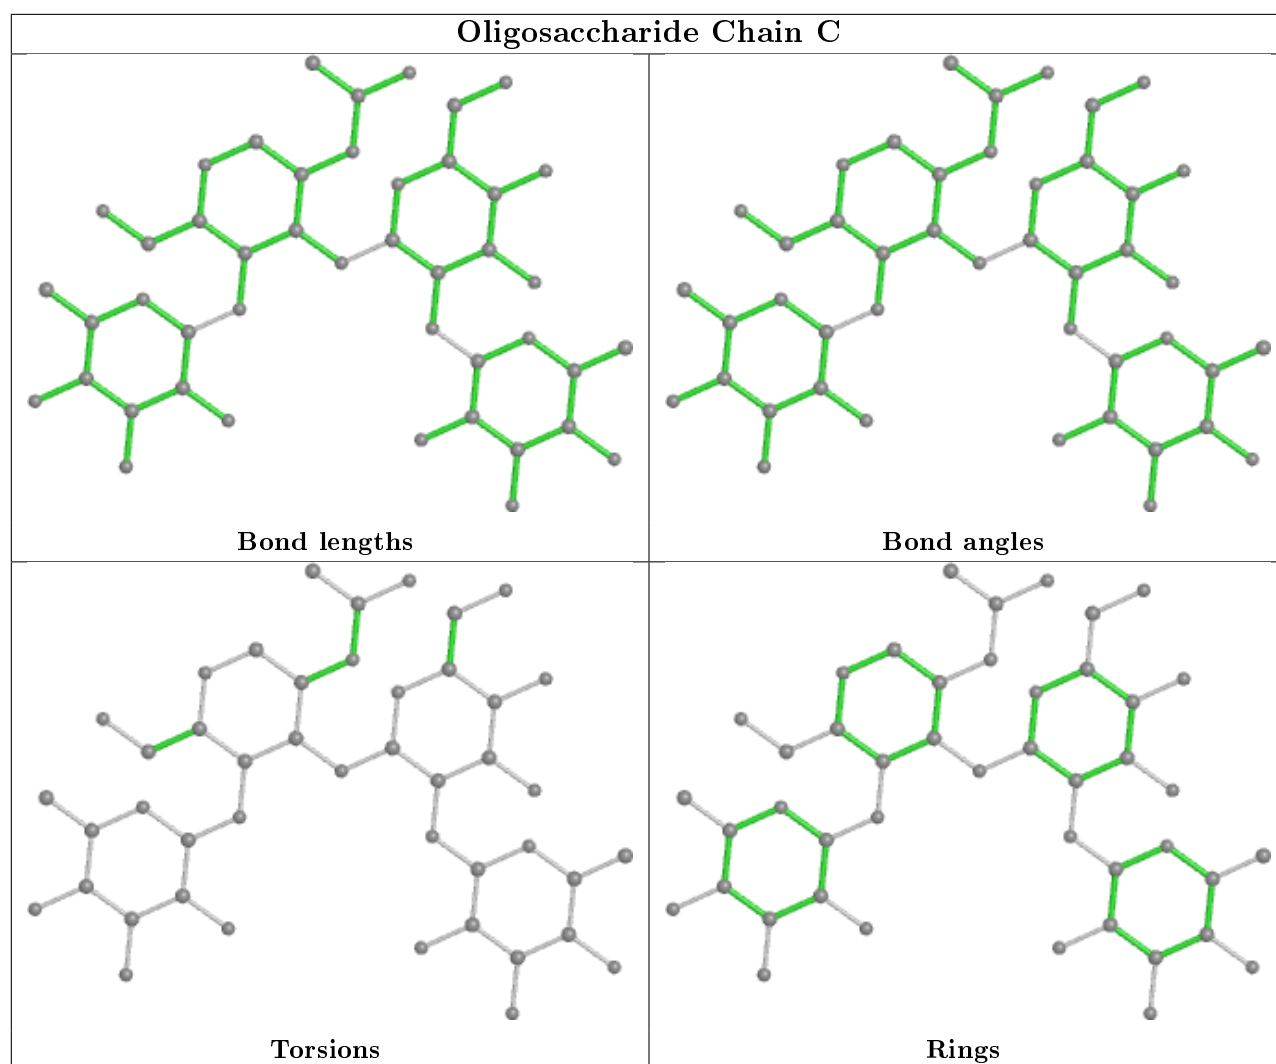 Oligosaccharide Chain C
Bond lengths
Bond angles
Torsions
Rings